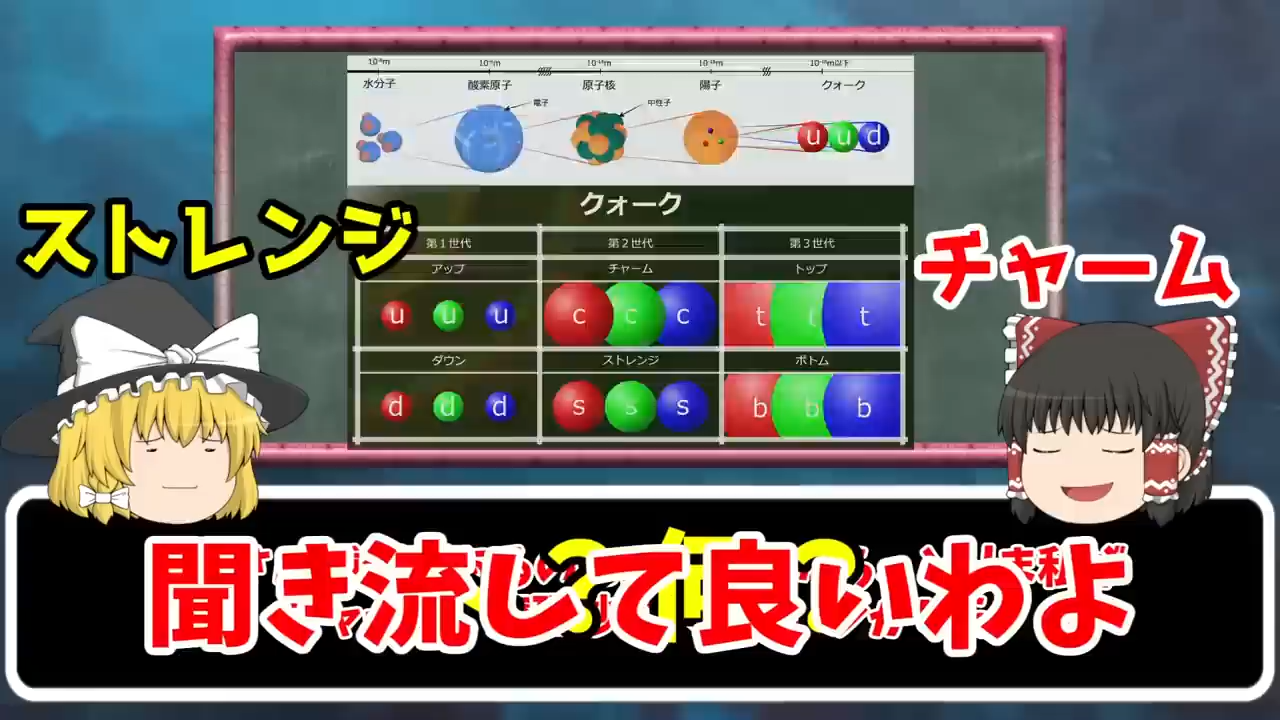 水分子 酸素原子 原子核 陽子 クォーク
電子 中性子
u u d
クォーク
ストレンジ
チャーム
第1世代 第2世代 第3世代
アップ チャーム トップ
u u u c c c t t t
ダウン ストレンジ ボトム
d d d s s s b b b
聞き流して良いわよ